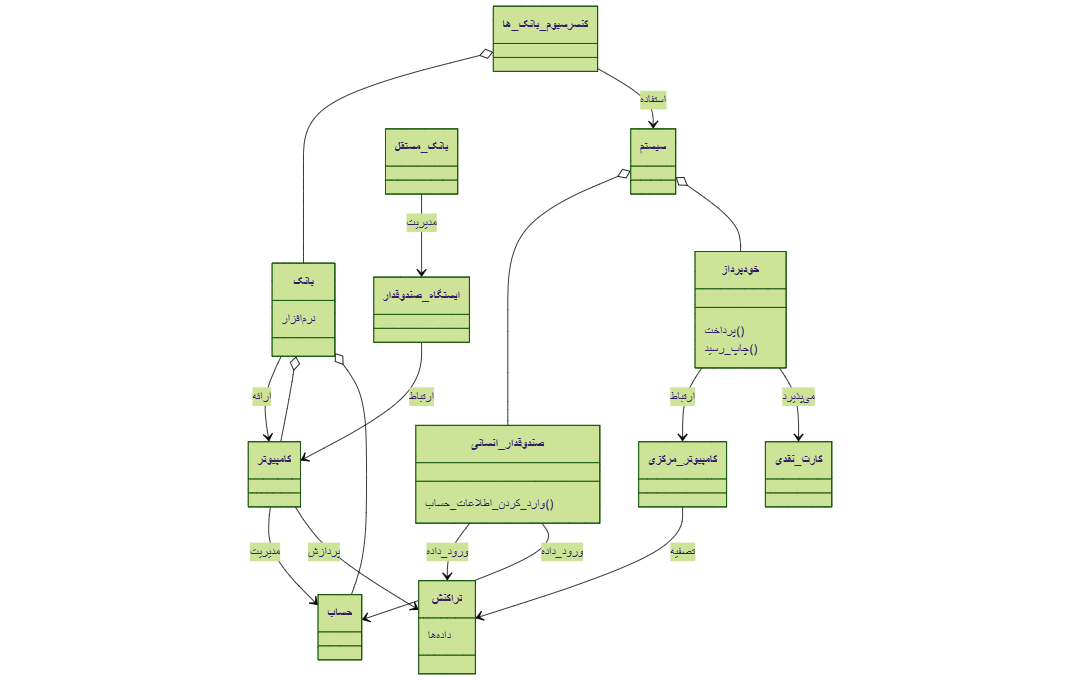 کنسرسیوم_بانک_ها
استفاده
بانک_مستقل
سیستم
مدیریت
خودپرداز
پرداخت()
چاپ_رسید()
بانک
نرم‌افزار
ایستگاه_صندوقدار
ارائه
ارتباط
ارتباط
می‌پذیرد
صندوقدار_انسانی
وارد_کردن_اطلاعات_حساب()
کامپیوتر
کامپیوتر_مرکزی
کارت_نقدی
مدیریت
پردازش
ورود_داده
ورود_داده
تصفیه
حساب
تراکنش
داده‌ها